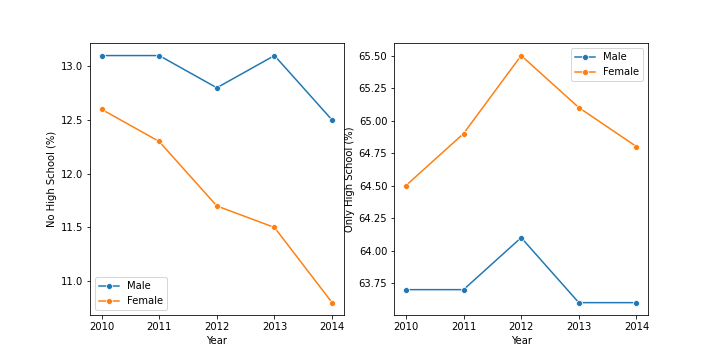 No High School (%)
13.0
12.5
12.0
11.5
11.0
Male
Female
2010 2011 2012 2013 2014
Year
Only High School (%)
65.50
65.25
65.00
64.75
64.50
64.25
64.00
63.75
Male
Female
2010 2011 2012 2013 2014
Year